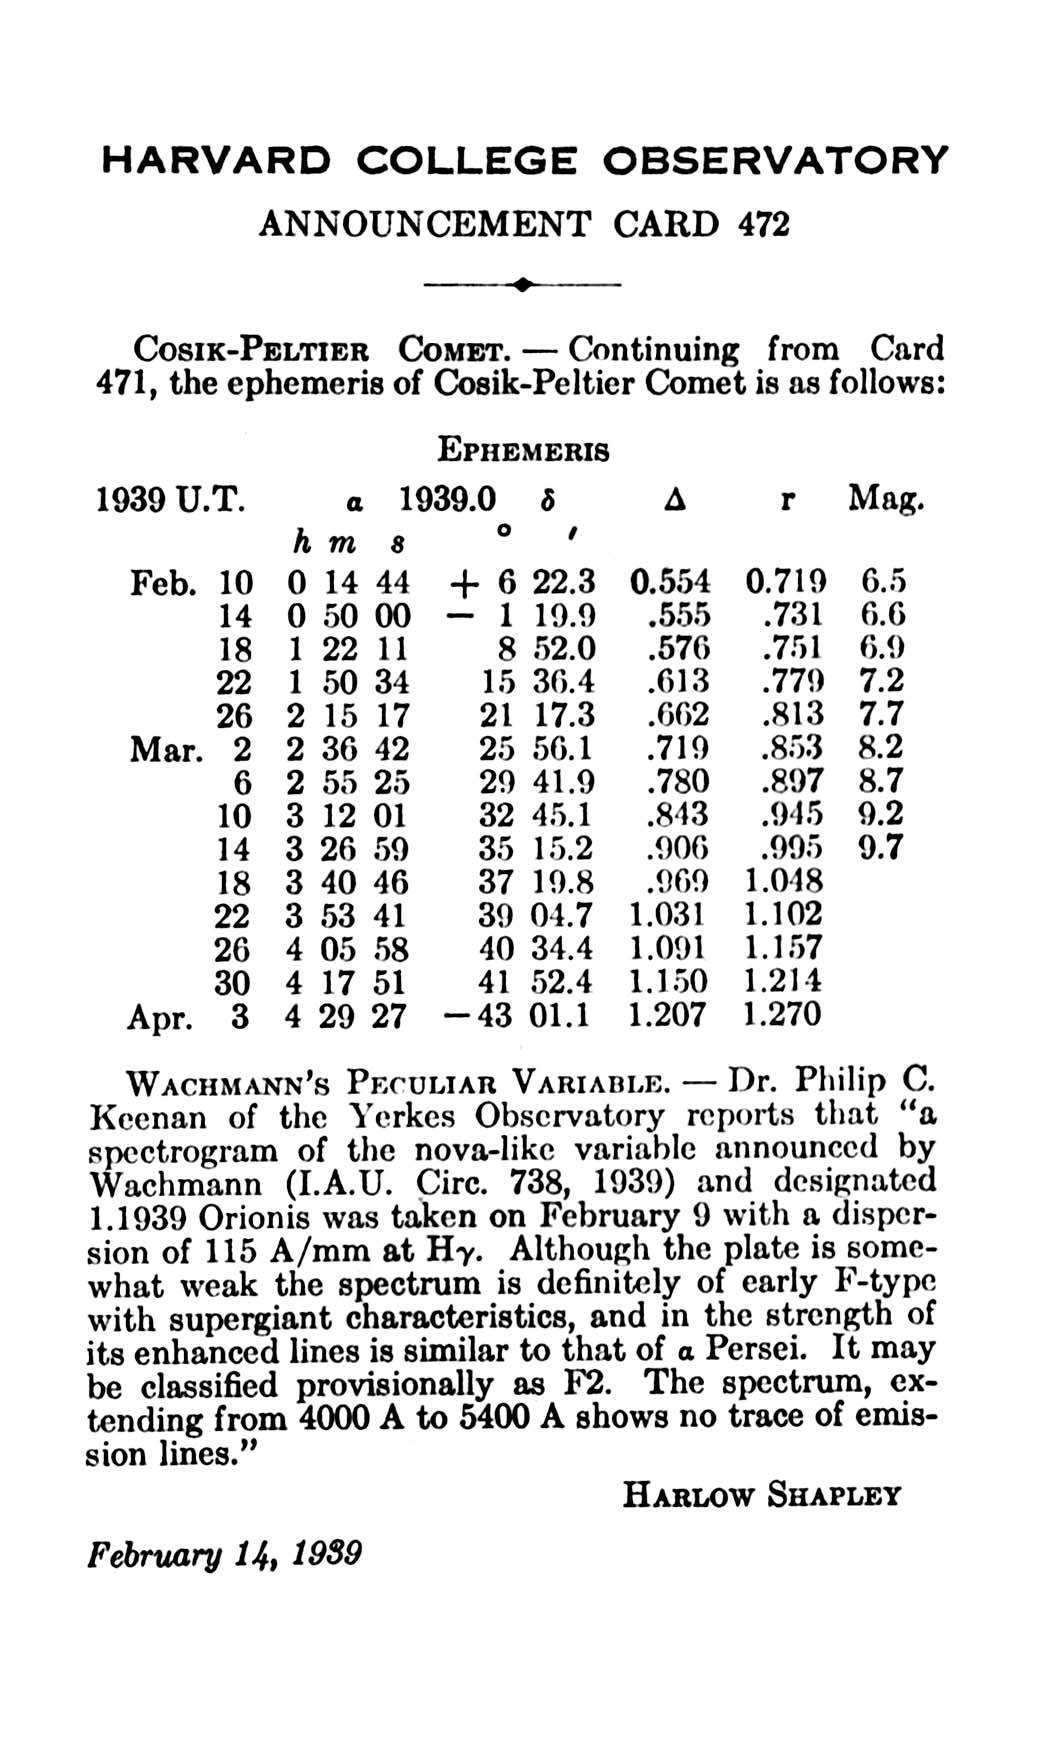 HARVARD COLLEGE OBSERVATORY
ANNOUNCEMENT CARD 472
COSIK-PELTIER COMET. — Continuing from Card
471, the ephemeris of Cosik-Peltier Comet is as follows:
EPHEMERIS
1939 U.T. α 1939.0 δ Δ r Mag.
h m s ° ′
Feb. 10 0 14 44 + 6 22.3 0.554 0.719 6.5
14 0 50 00 − 1 19.9 .555 .731 6.6
18 1 22 11 8 52.0 .576 .751 6.9
22 1 50 34 15 36.4 .613 .779 7.2
26 2 15 17 21 17.3 .662 .813 7.7
Mar. 2 2 36 42 25 56.1 .719 .853 8.2
6 2 55 25 29 41.9 .780 .897 8.7
10 3 12 01 32 45.1 .843 .945 9.2
14 3 26 59 35 15.2 .906 .995 9.7
18 3 40 46 37 19.8 .969 1.048
22 3 53 41 39 04.7 1.031 1.102
26 4 05 58 40 34.4 1.091 1.157
30 4 17 51 41 52.4 1.150 1.214
Apr. 3 4 29 27 −43 01.1 1.207 1.270
WACHMANN'S PECULIAR VARIABLE. — Dr. Philip C.
Keenan of the Yerkes Observatory reports that “a
spectrogram of the nova-like variable announced by
Wachmann (I.A.U. Circ. 738, 1939) and designated
1.1939 Orionis was taken on February 9 with a disper-
sion of 115 A/mm at Hγ. Although the plate is some-
what weak the spectrum is definitely of early F-type
with supergiant characteristics, and in the strength of
its enhanced lines is similar to that of α Persei. It may
be classified provisionally as F2. The spectrum, ex-
tending from 4000 A to 5400 A shows no trace of emis-
sion lines.”
HARLOW SHAPLEY
February 14, 1939